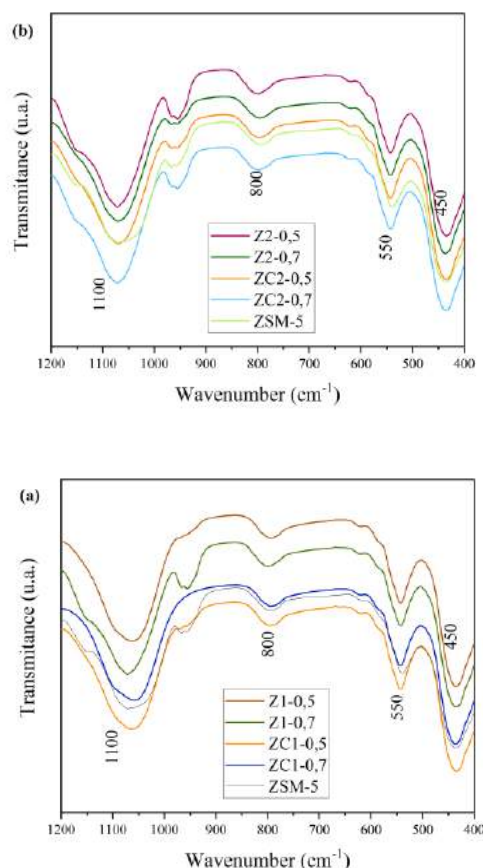 (b)
Transmitance (u.a.)
800
450
550
1100
Z2-0,5
Z2-0,7
ZC2-0,5
ZC2-0,7
ZSM-5
1200 1100 1000 900 800 700 600 500 400
Wavenumber (cm-1)
(a)
Transmitance (u.a.)
800
450
550
1100
Z1-0,5
Z1-0,7
ZC1-0,5
ZC1-0,7
ZSM-5
1200 1100 1000 900 800 700 600 500 400
Wavenumber (cm-1)